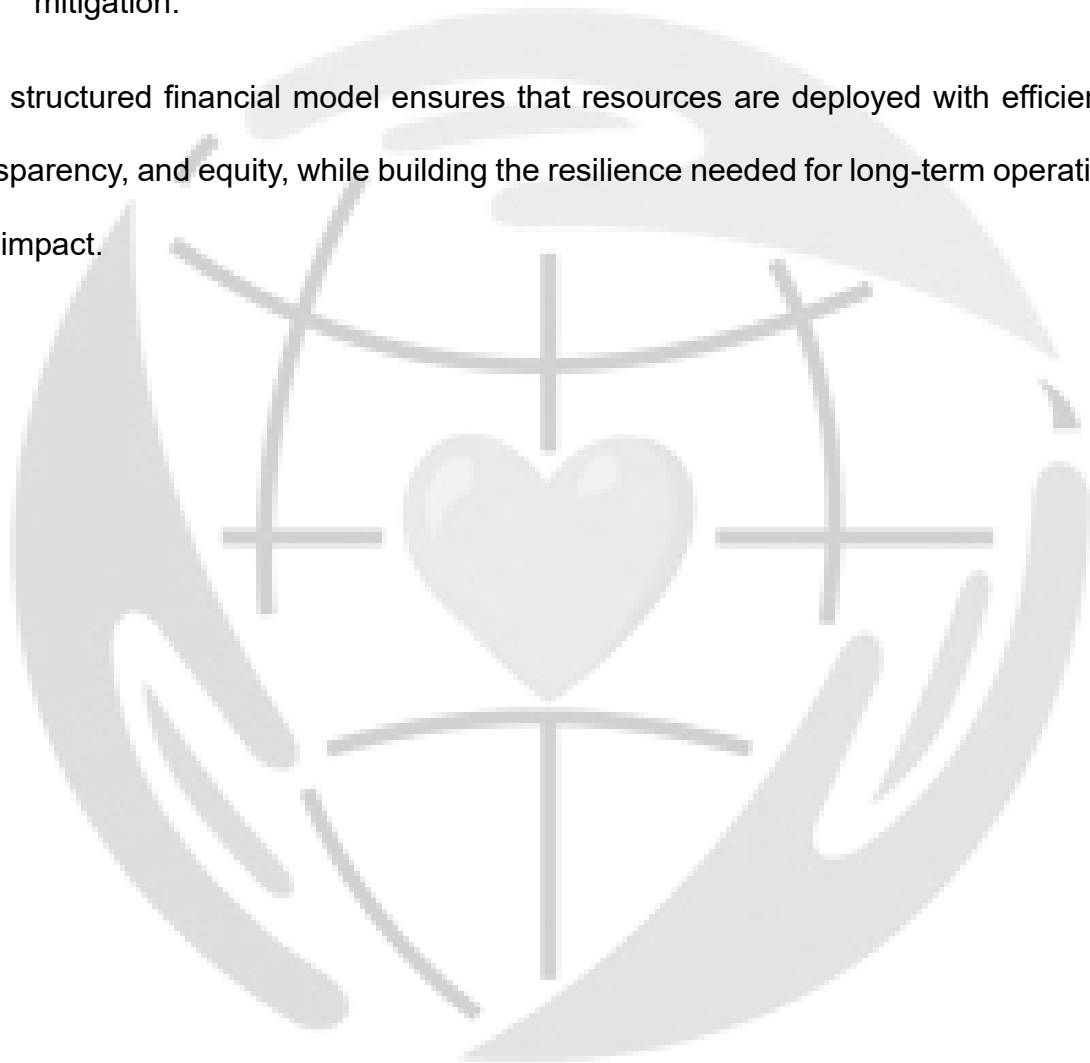 mitigation.
structured financial model ensures that resources are deployed with efficien
sparency, and equity, while building the resilience needed for long-term operati
impact.